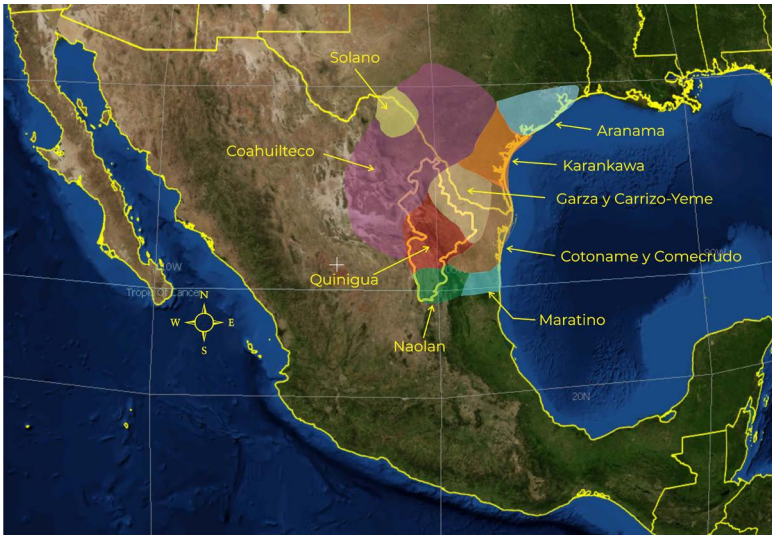 Solano
Aranama
Coahuilteco
Karankawa
Garza y Carrizo-Yeme
Cotoname y Comecrudo
Quinigua
Tropic Of Cancer
N
W E
S
Maratino
Naolan
20N